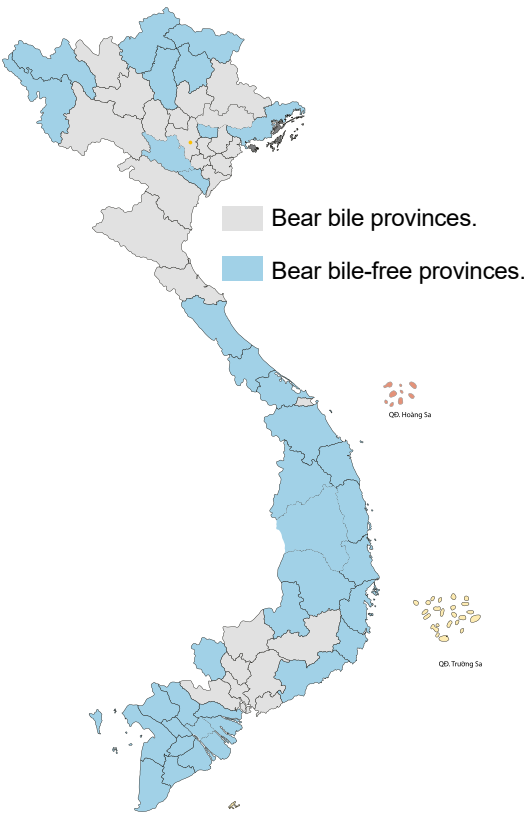 Bear bile provinces.
Bear bile-free provinces.
QĐ. Hoàng Sa
QĐ. Trường Sa